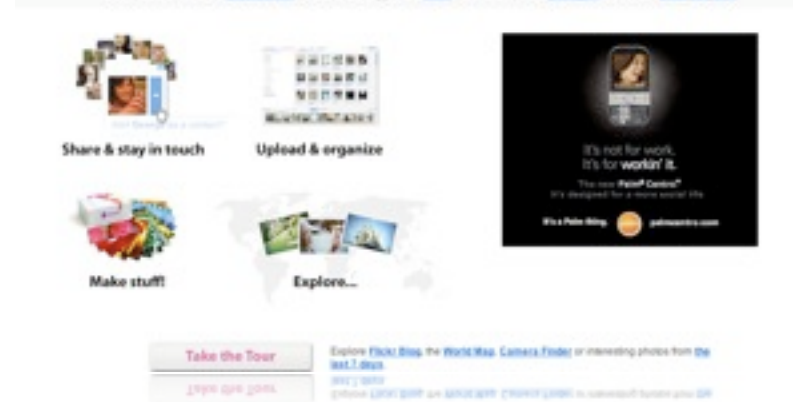 Share & stay in touch
Upload & organize
It's not for work.
It's for workin' it.
The new Palm® Centro™
It's designed for a more social life.
It's a Palm thing. palmcentro.com
Make stuff!
Explore...
Take the Tour
Explore Flickr Blog, the World Map, Camera Finder or interesting photos from the
last 7 days.